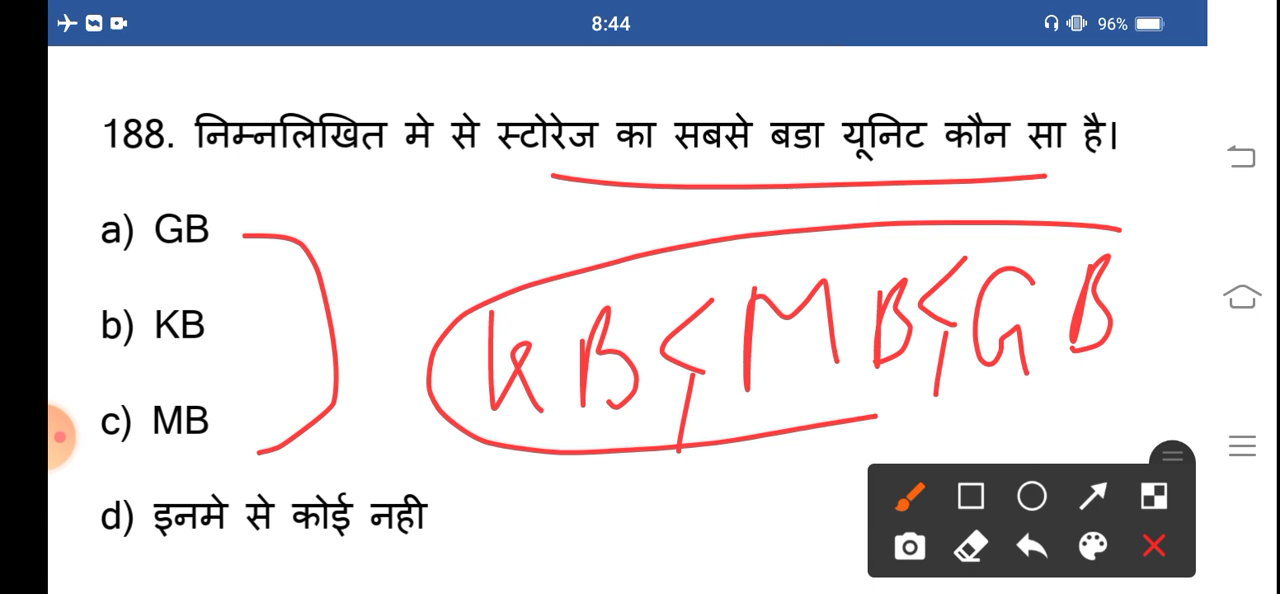 8:44
96%
188. निम्नलिखित मे से स्टोरेज का सबसे बडा यूनिट कौन सा है।
a) GB
b) KB
c) MB
d) इनमे से कोई नही
KB < MB < GB